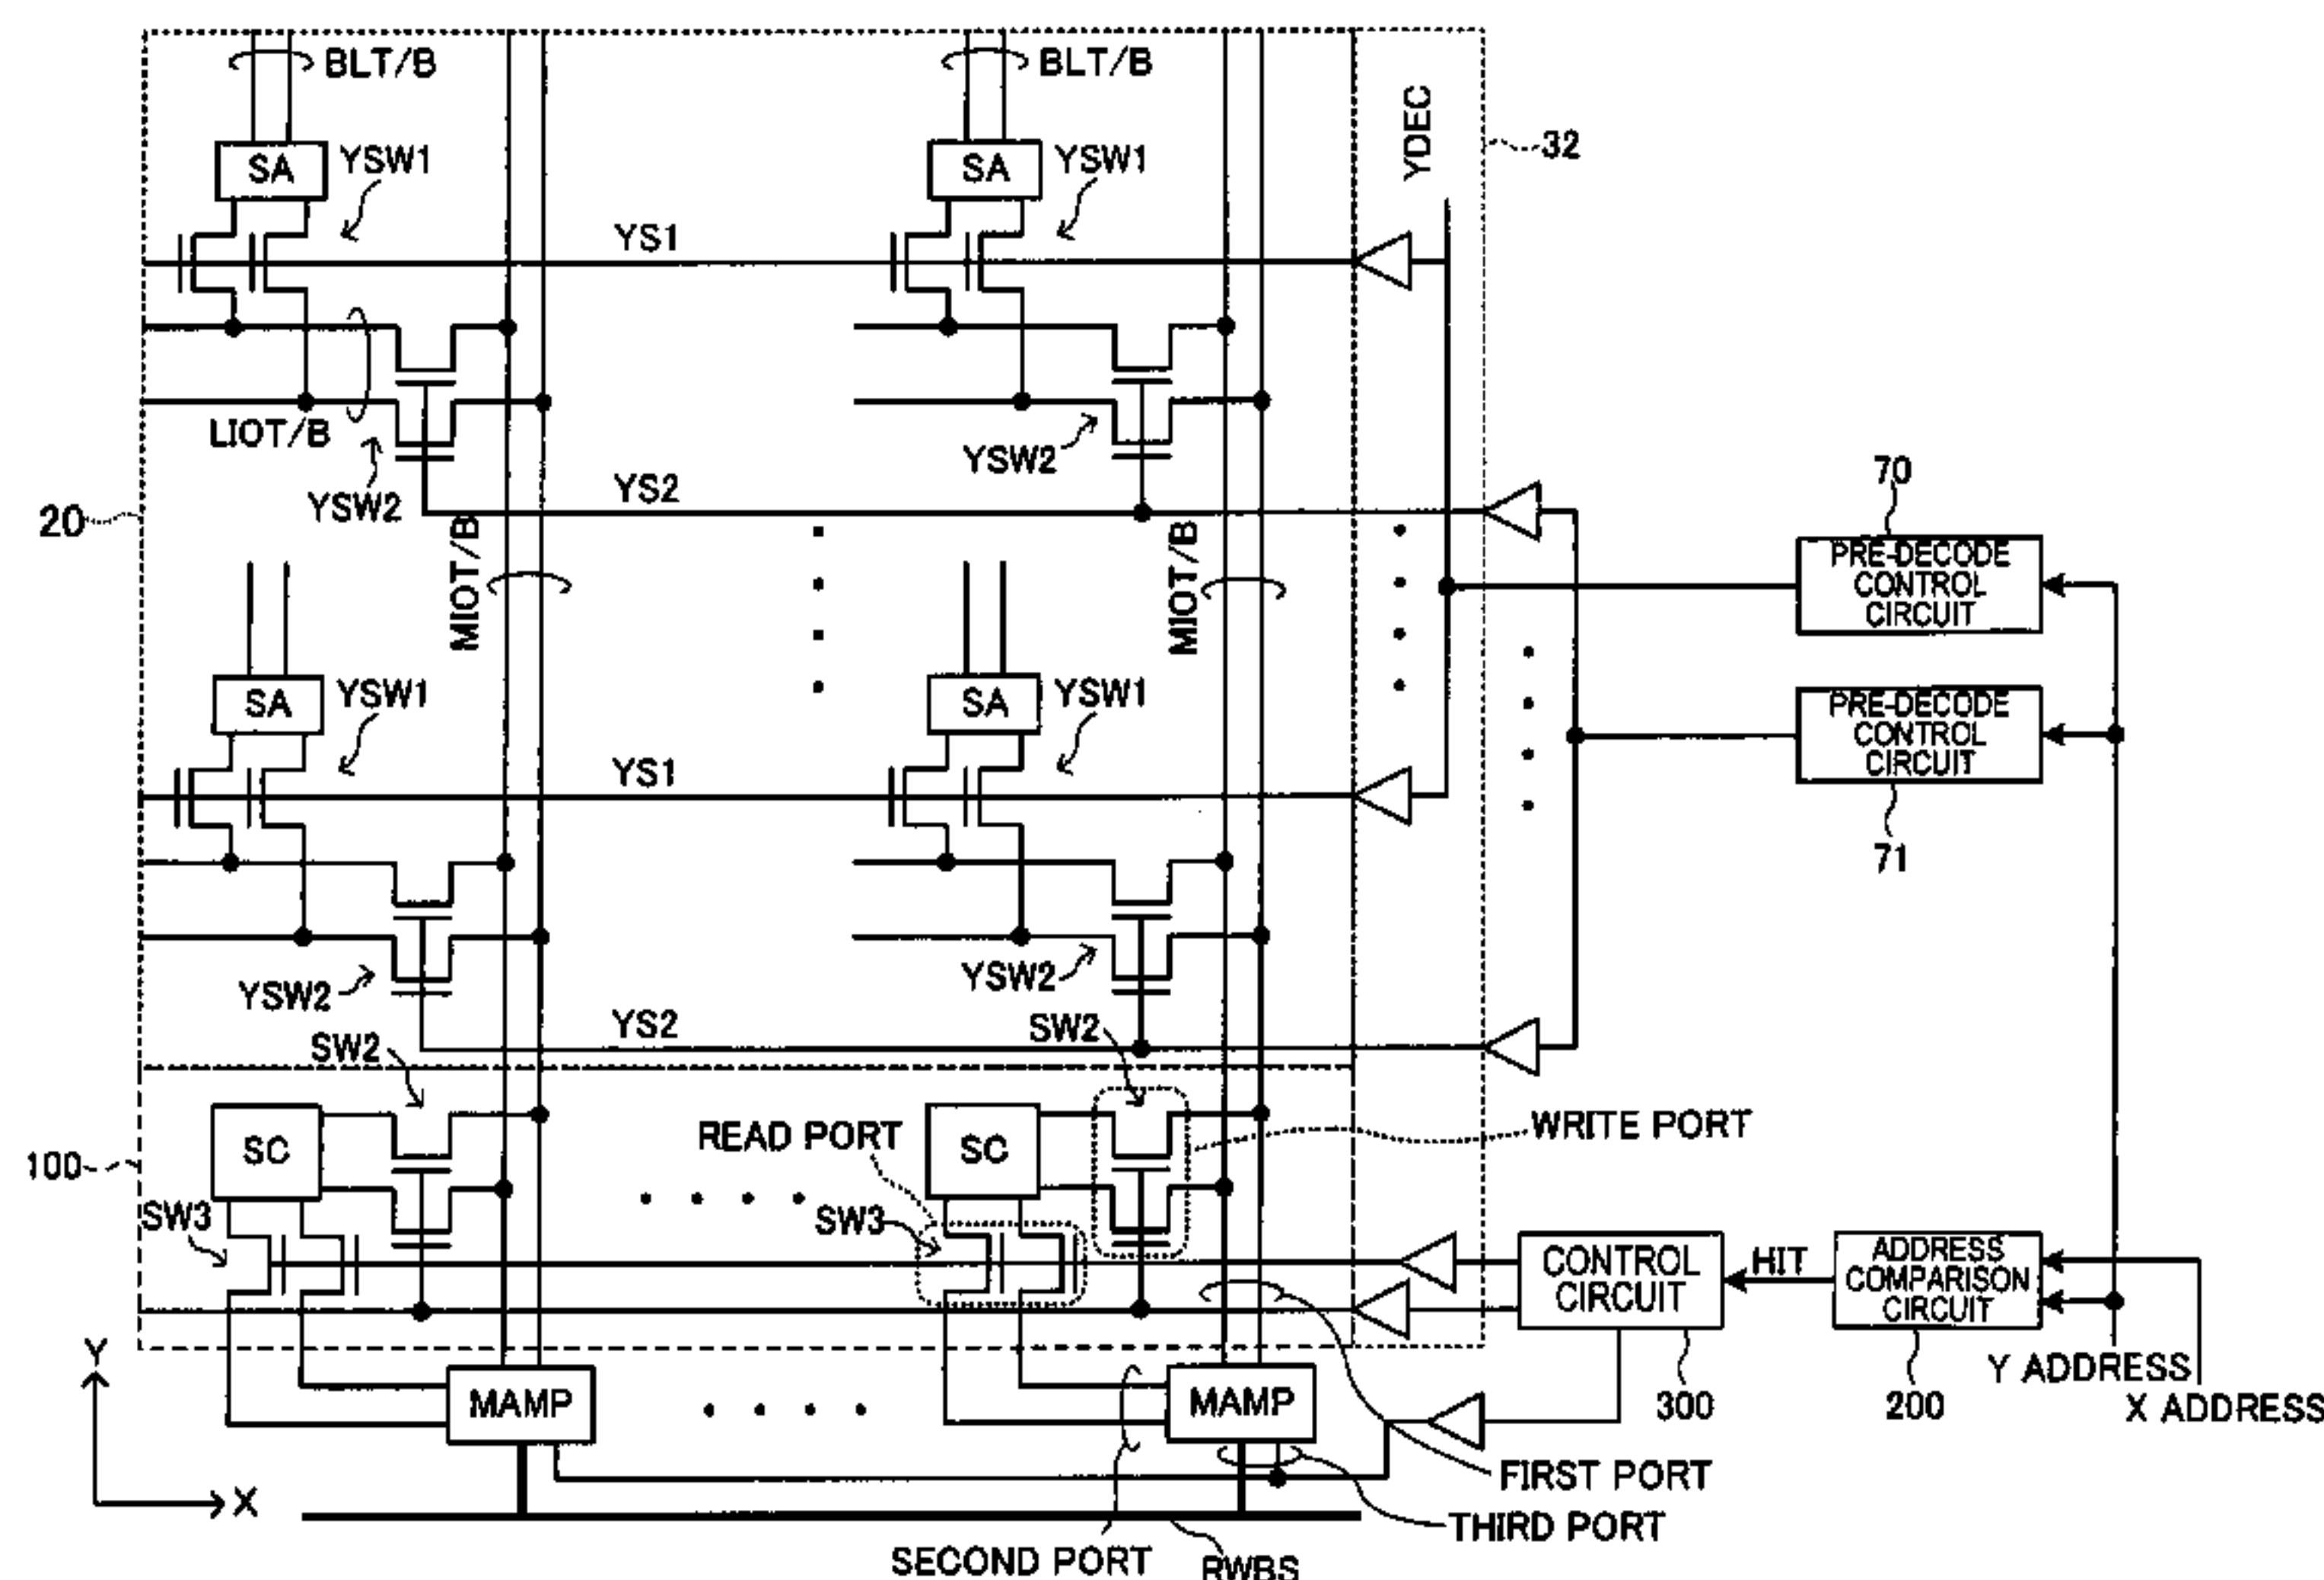 BLT/B
BLT/B
YDEC
32
SA
YSW1
SA
YSW1
YS1
LIOT/B
YSW2
YSW2
YS2
20
MIOT/B
MIOT/B
70
PRE-DECODE
CONTROL
CIRCUIT
SA
YSW1
SA
YSW1
PRE-DECODE
CONTROL
CIRCUIT
71
YS1
YSW2
YSW2
YS2
SW2
SW2
READ PORT
WRITE PORT
100
SC
SC
SW3
SW3
CONTROL
CIRCUIT
HIT
ADDRESS
COMPARISON
CIRCUIT
300
200
Y ADDRESS
X ADDRESS
Y
X
MAMP
MAMP
FIRST PORT
THIRD PORT
SECOND PORT
RWBS